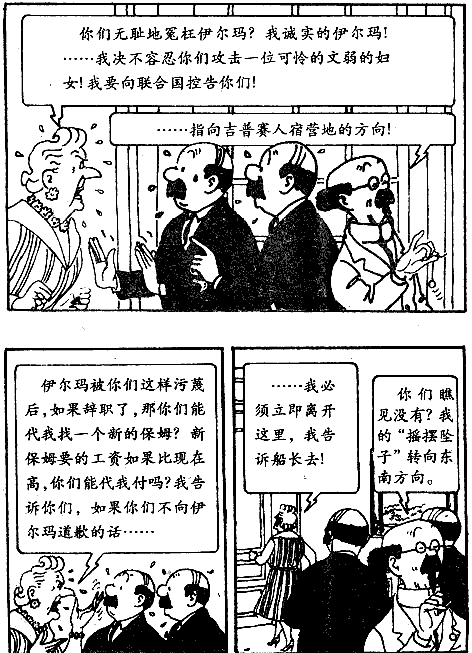 你们无耻地冤枉伊尔玛？我诚实的伊尔玛！
……我决不容忍你们攻击一位可怜的文弱的妇
女！我要向联合国控告你们！
……指向吉普赛人宿营地的方向！
伊尔玛被你们这样污蔑
后，如果辞职了，那你们能
代我找一个新的保姆？新
保姆要的工资如果比现在
高，你们能代我付吗？我告
诉你们，如果你们不向伊
尔玛道歉的话……
……我必
须立即离开
这里，我告
诉船长去！
你们瞧
见没有？我
的“摇摆坠
子”转向东
南方向。